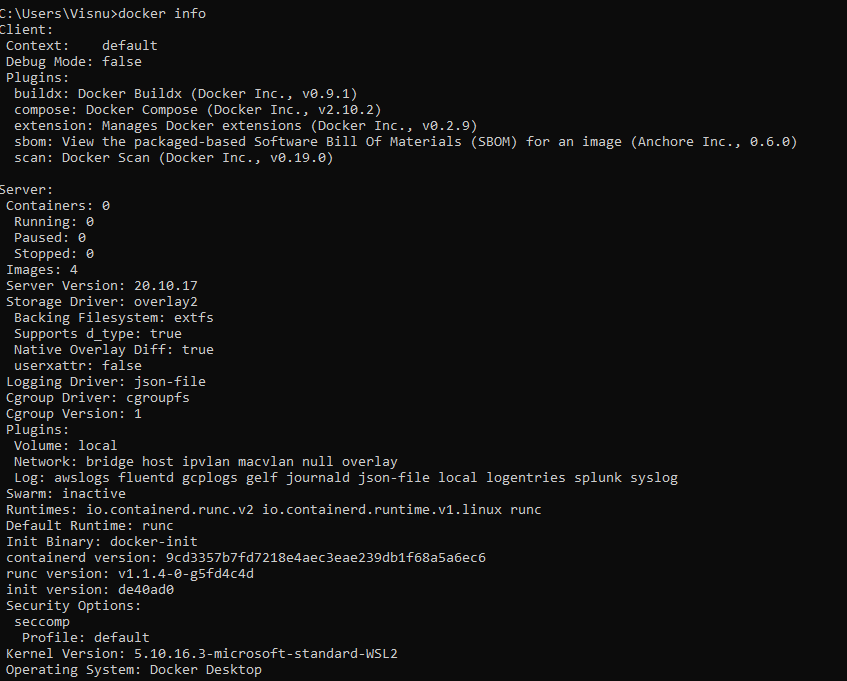 C:\Users\Visnu>docker info
Client:
 Context:    default
 Debug Mode: false
 Plugins:
  buildx: Docker Buildx (Docker Inc., v0.9.1)
  compose: Docker Compose (Docker Inc., v2.10.2)
  extension: Manages Docker extensions (Docker Inc., v0.2.9)
  sbom: View the packaged-based Software Bill Of Materials (SBOM) for an image (Anchore Inc., 0.6.0)
  scan: Docker Scan (Docker Inc., v0.19.0)

Server:
 Containers: 0
  Running: 0
  Paused: 0
  Stopped: 0
 Images: 4
 Server Version: 20.10.17
 Storage Driver: overlay2
  Backing Filesystem: extfs
  Supports d_type: true
  Native Overlay Diff: true
  userxattr: false
 Logging Driver: json-file
 Cgroup Driver: cgroupfs
 Cgroup Version: 1
 Plugins:
  Volume: local
  Network: bridge host ipvlan macvlan null overlay
  Log: awslogs fluentd gcplogs gelf journald json-file local logentries splunk syslog
 Swarm: inactive
 Runtimes: io.containerd.runc.v2 io.containerd.runtime.v1.linux runc
 Default Runtime: runc
 Init Binary: docker-init
 containerd version: 9cd3357b7fd7218e4aec3eae239db1f68a5a6ec6
 runc version: v1.1.4-0-g5fd4c4d
 init version: de40ad0
 Security Options:
  seccomp
   Profile: default
 Kernel Version: 5.10.16.3-microsoft-standard-WSL2
 Operating System: Docker Desktop